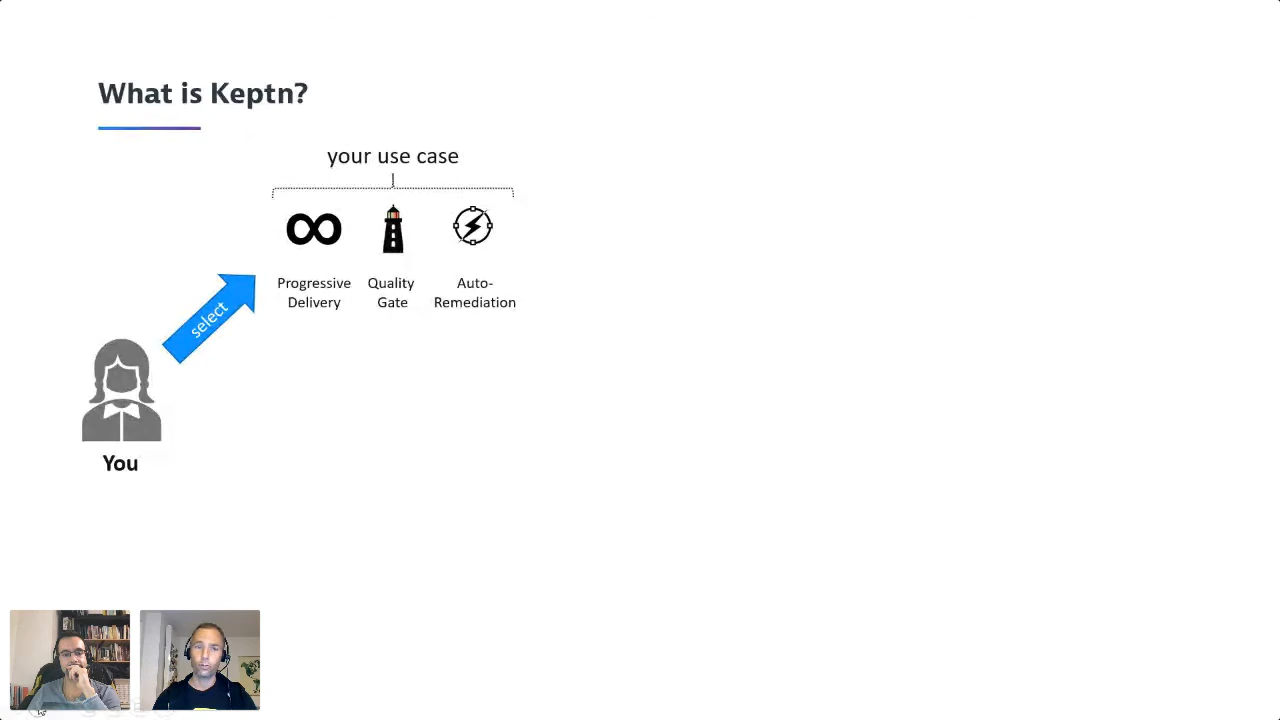 What is Keptn?
your use case
Progressive
Delivery
Quality
Gate
Auto-
Remediation
select
You